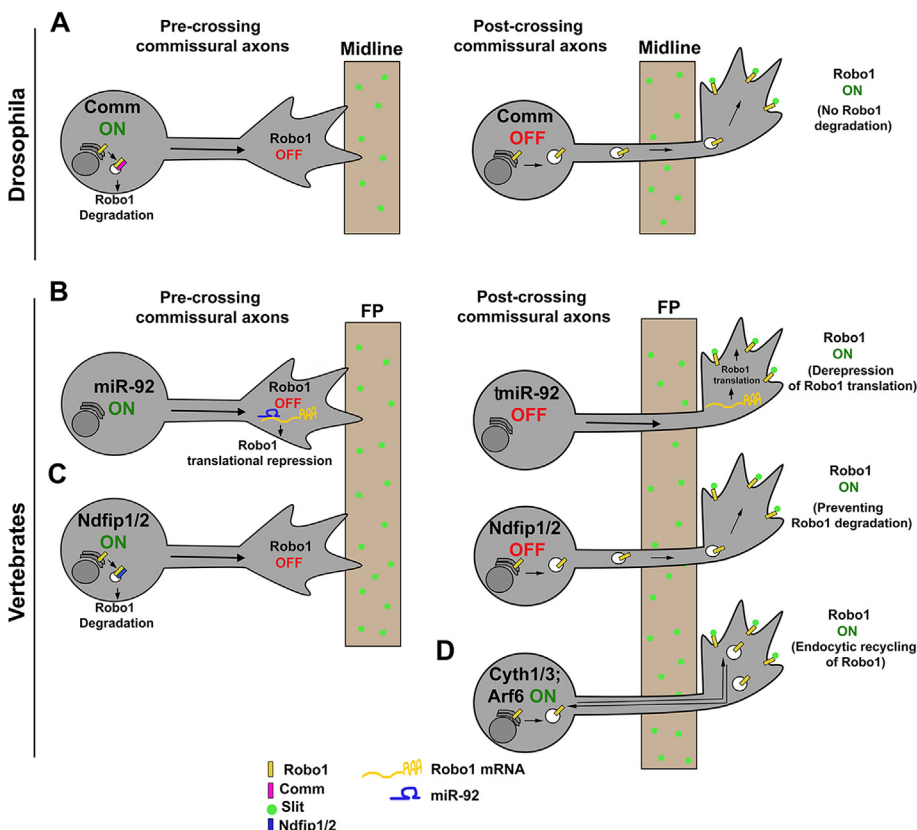 A
Pre-crossing
commissural axons
Post-crossing
commissural axons
Midline
Midline
Drosophila
Comm
ON
Robo1
OFF
Robo1
Degradation
Comm
OFF
Robo1
ON
(No Robo1
degradation)
B
Pre-crossing
commissural axons
Post-crossing
commissural axons
FP
FP
Vertebrates
miR-92
ON
Robo1
OFF
AAA
Robo1
translational repression
tmiR-92
OFF
Robo1
translation
AAA
Robo1
ON
(Derepression
of Robo1 translation)
C
Ndfip1/2
ON
Robo1
OFF
Robo1
Degradation
Ndfip1/2
OFF
Robo1
ON
(Preventing
Robo1 degradation)
D
Cyth1/3;
Arf6 ON
Robo1
ON
(Endocytic recycling
of Robo1)
Robo1
Comm
Slit
Ndfip1/2
AAA Robo1 mRNA
miR-92